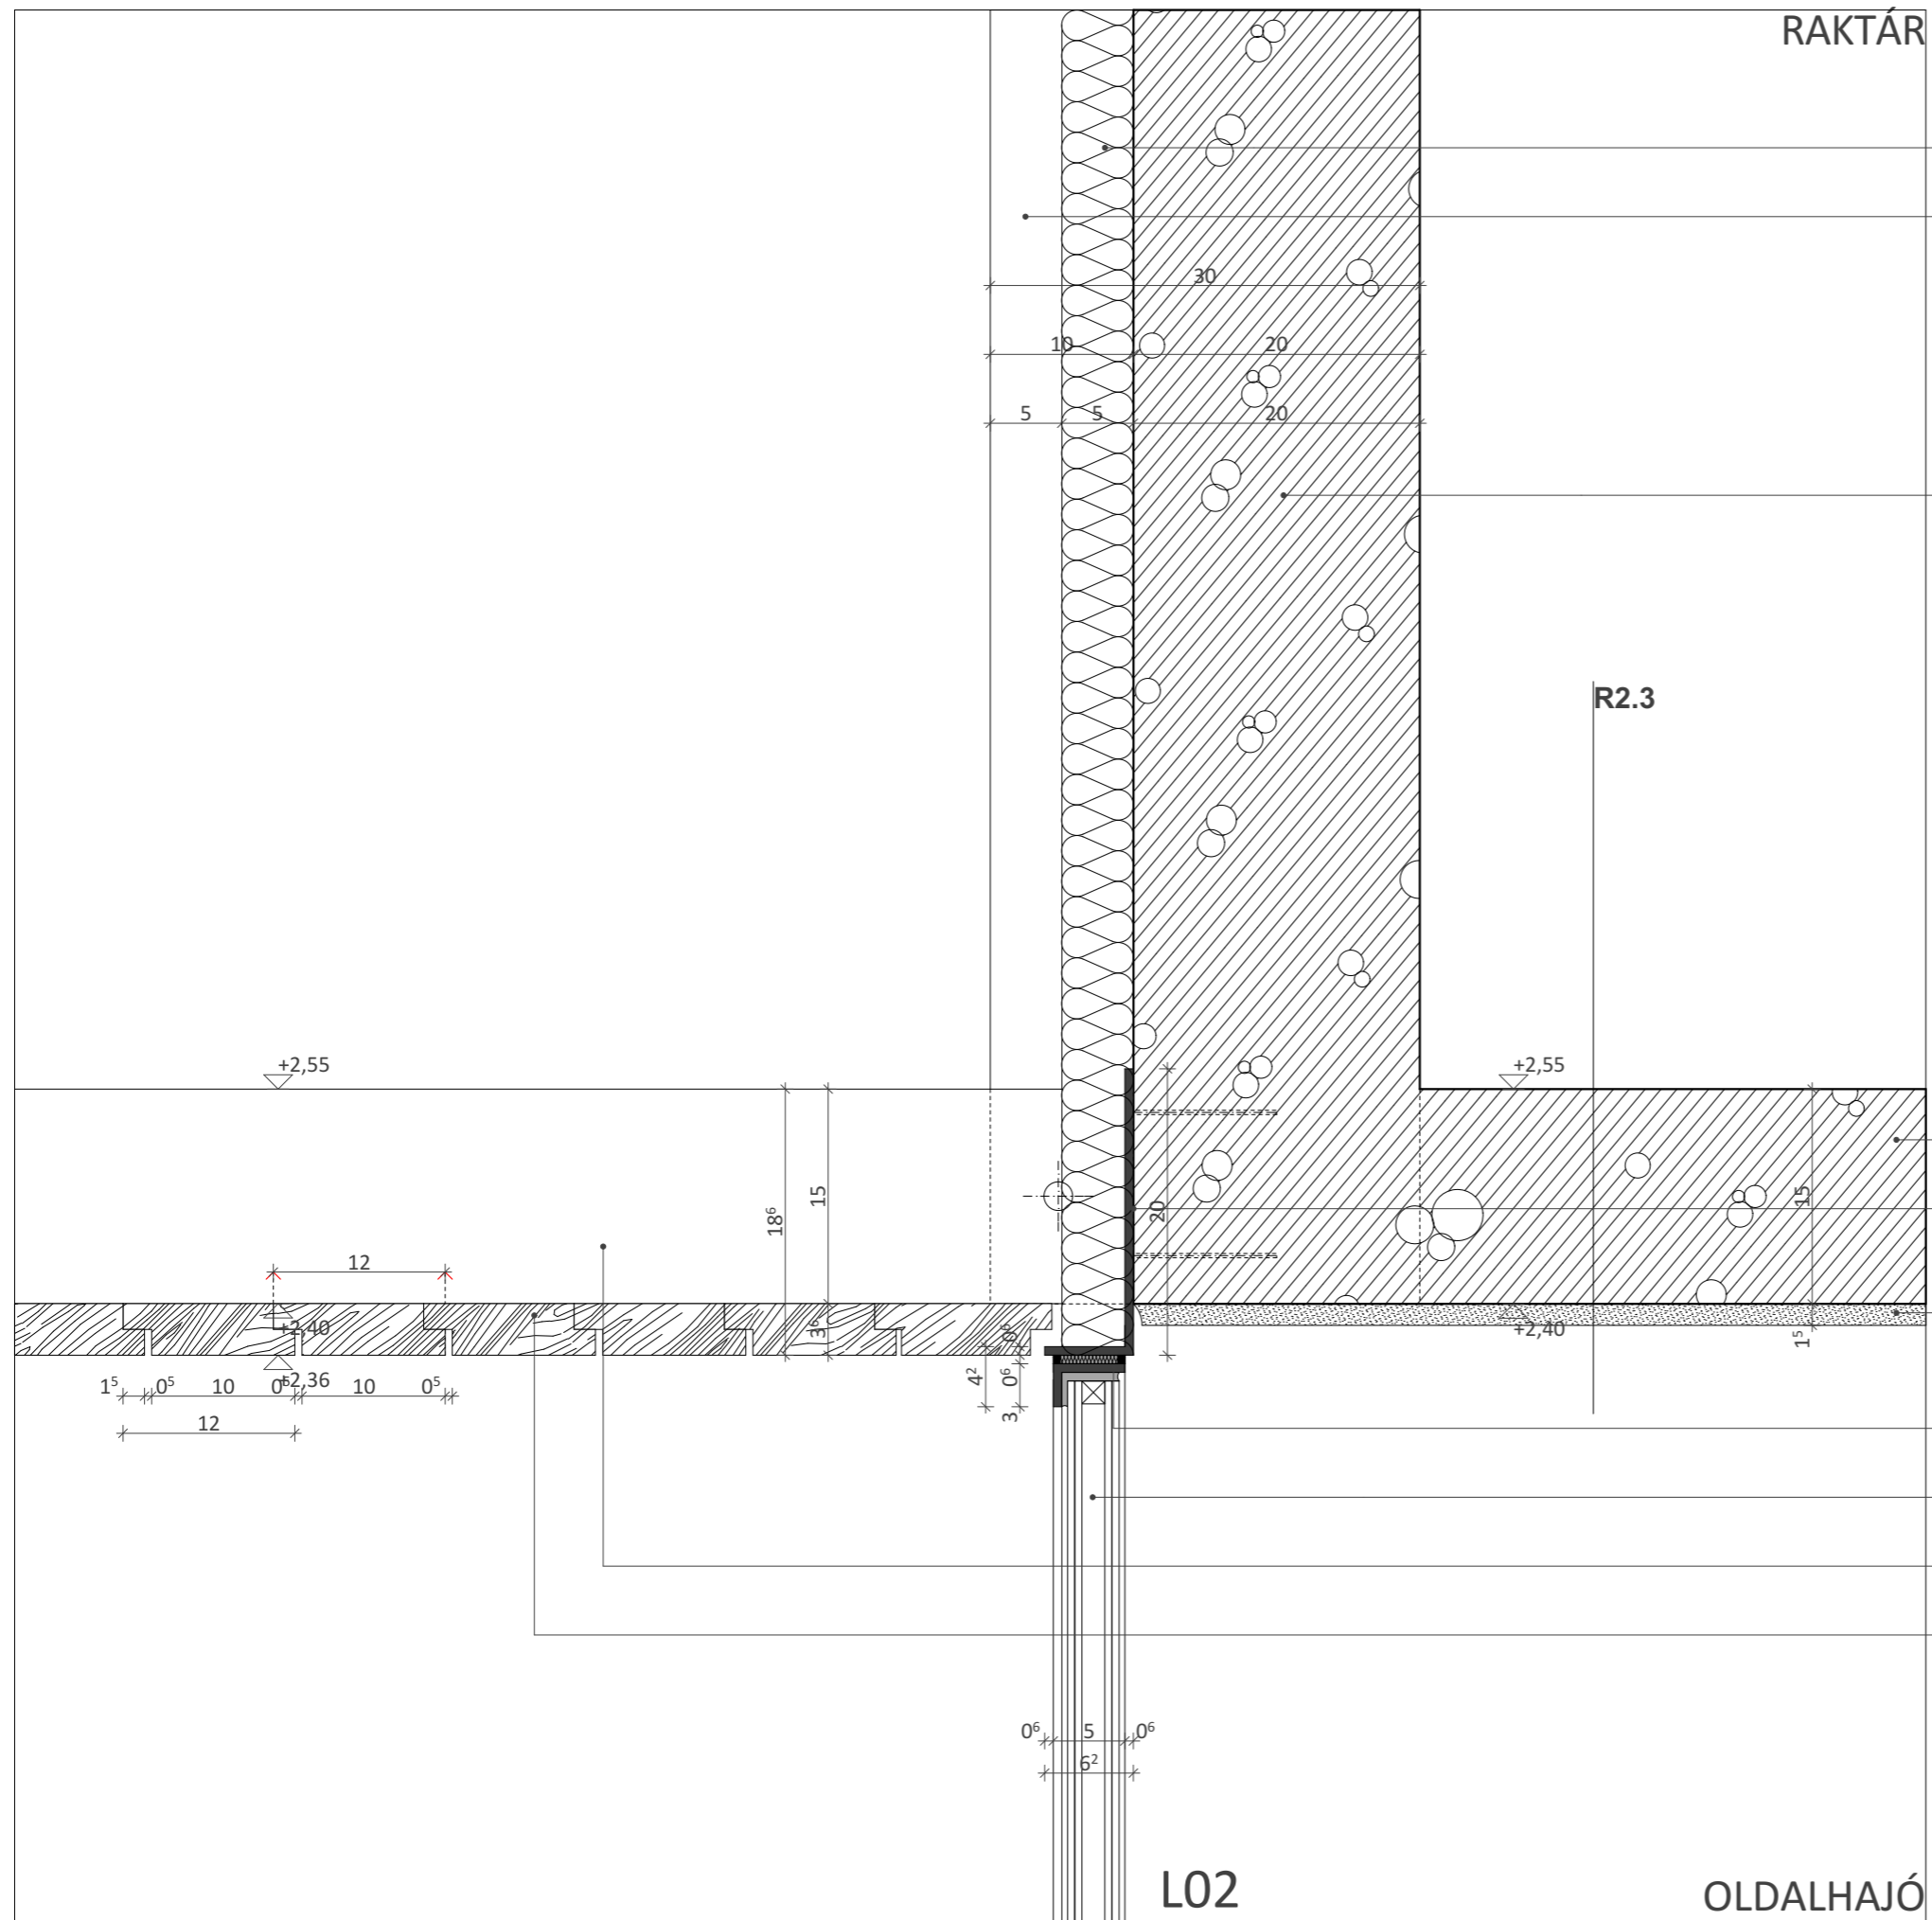 RAKTÁR
30
10 20
5 5 20
R2.3
+2,55 +2,55
18⁶ 15 20 15
12
+2,40 3⁶ 0⁶ +2,40 1⁵
+2,36 4² 0⁶ 3
1⁵ 0⁵ 10 0⁵ 10 0⁵
12
0⁶ 5 0⁶
6²
L02
OLDALHAJÓ